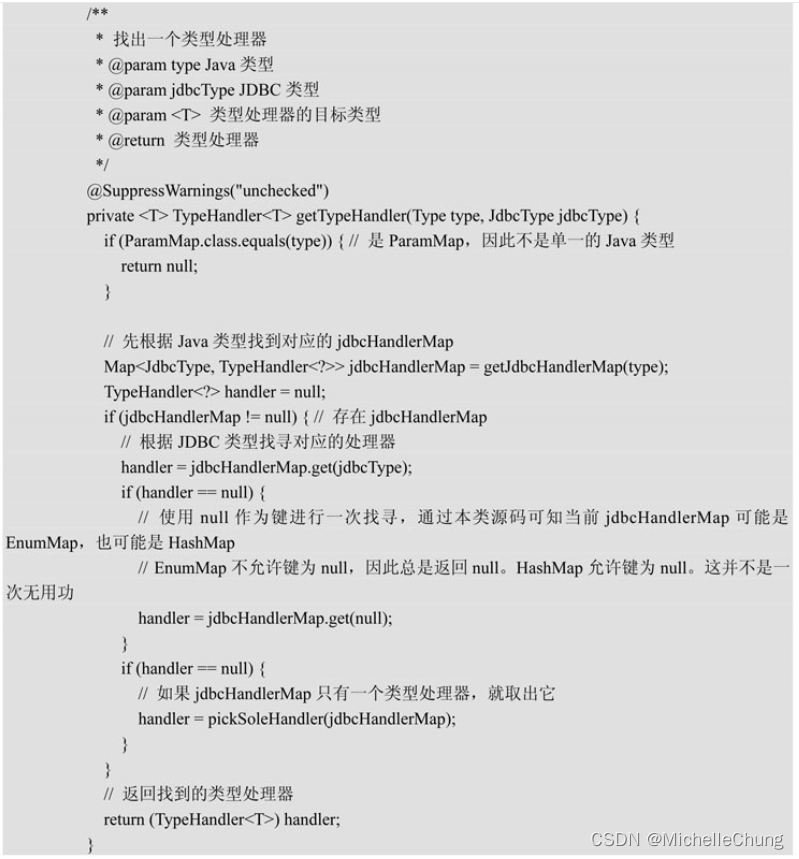 /**
* 找出一个类型处理器
* @param type Java 类型
* @param jdbcType JDBC 类型
* @param <T> 类型处理器的目标类型
* @return 类型处理器
*/
@SuppressWarnings("unchecked")
private <T> TypeHandler<T> getTypeHandler(Type type, JdbcType jdbcType) {
if (ParamMap.class.equals(type)) { // 是 ParamMap，因此不是单一的 Java 类型
return null;
}
// 先根据 Java 类型找到对应的 jdbcHandlerMap
Map<JdbcType, TypeHandler<?>> jdbcHandlerMap = getJdbcHandlerMap(type);
TypeHandler<?> handler = null;
if (jdbcHandlerMap != null) { // 存在 jdbcHandlerMap
// 根据 JDBC 类型找寻对应的处理器
handler = jdbcHandlerMap.get(jdbcType);
if (handler == null) {
// 使用 null 作为键进行一次找寻，通过本类源码可知当前 jdbcHandlerMap 可能是
EnumMap，也可能是 HashMap
// EnumMap 不允许键为 null，因此总是返回 null。HashMap 允许键为 null。这并不是一
次无用功
handler = jdbcHandlerMap.get(null);
}
if (handler == null) {
// 如果 jdbcHandlerMap 只有一个类型处理器，就取出它
handler = pickSoleHandler(jdbcHandlerMap);
}
}
// 返回找到的类型处理器
return (TypeHandler<T>) handler;
}
CSDN @MichelleChung